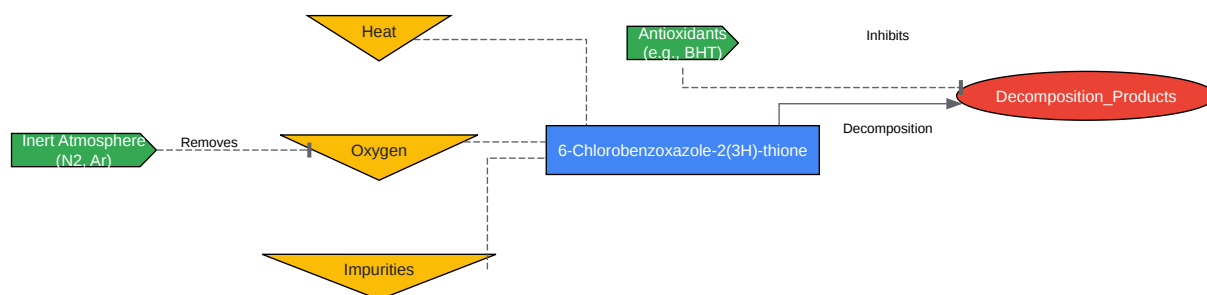 Heat
Antioxidants
(e.g., BHT)
Inhibits
Decomposition_Products
Decomposition
Inert Atmosphere
(N2, Ar)
Removes
Oxygen
6-Chlorobenzoxazole-2(3H)-thione
Impurities